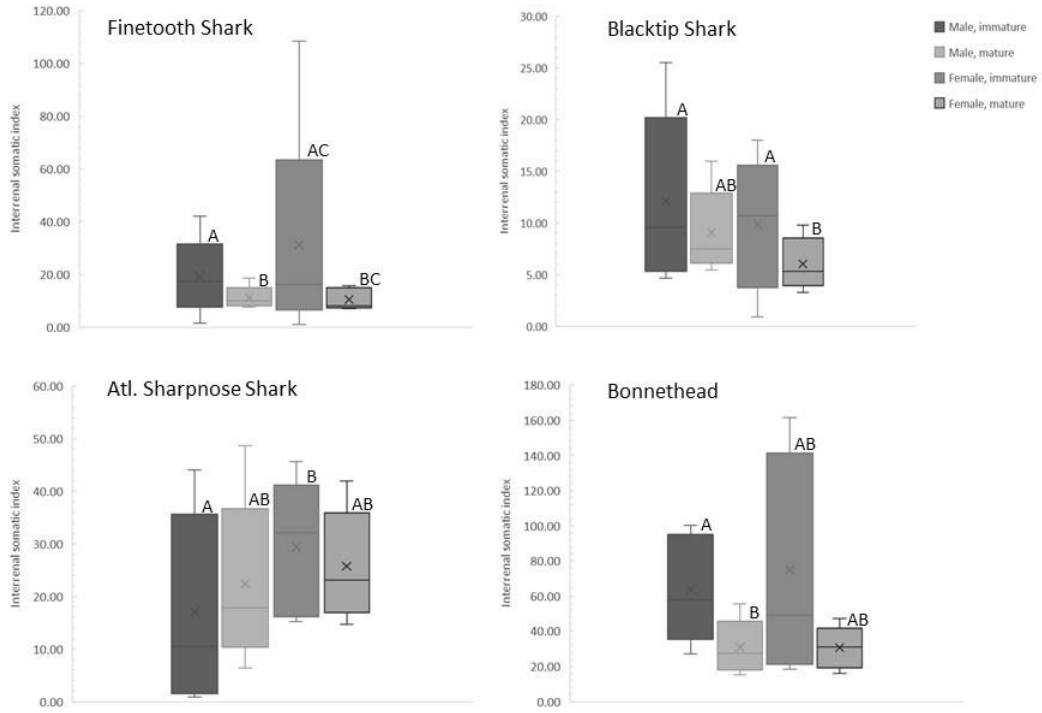 Finetooth Shark
Interrenal somatic index
120.00
100.00
80.00
60.00
40.00
20.00
0.00
A
B
AC
BC
Blacktip Shark
Interrenal somatic index
30.00
25.00
20.00
15.00
10.00
5.00
0.00
A
AB
A
B
Male, immature
Male, mature
Female, immature
Female, mature
Atl. Sharpnose Shark
Interrenal somatic index
60.00
50.00
40.00
30.00
20.00
10.00
0.00
A
AB
B
AB
Bonnethead
Interrenal somatic index
180.00
160.00
140.00
120.00
100.00
80.00
60.00
40.00
20.00
0.00
A
B
AB
AB